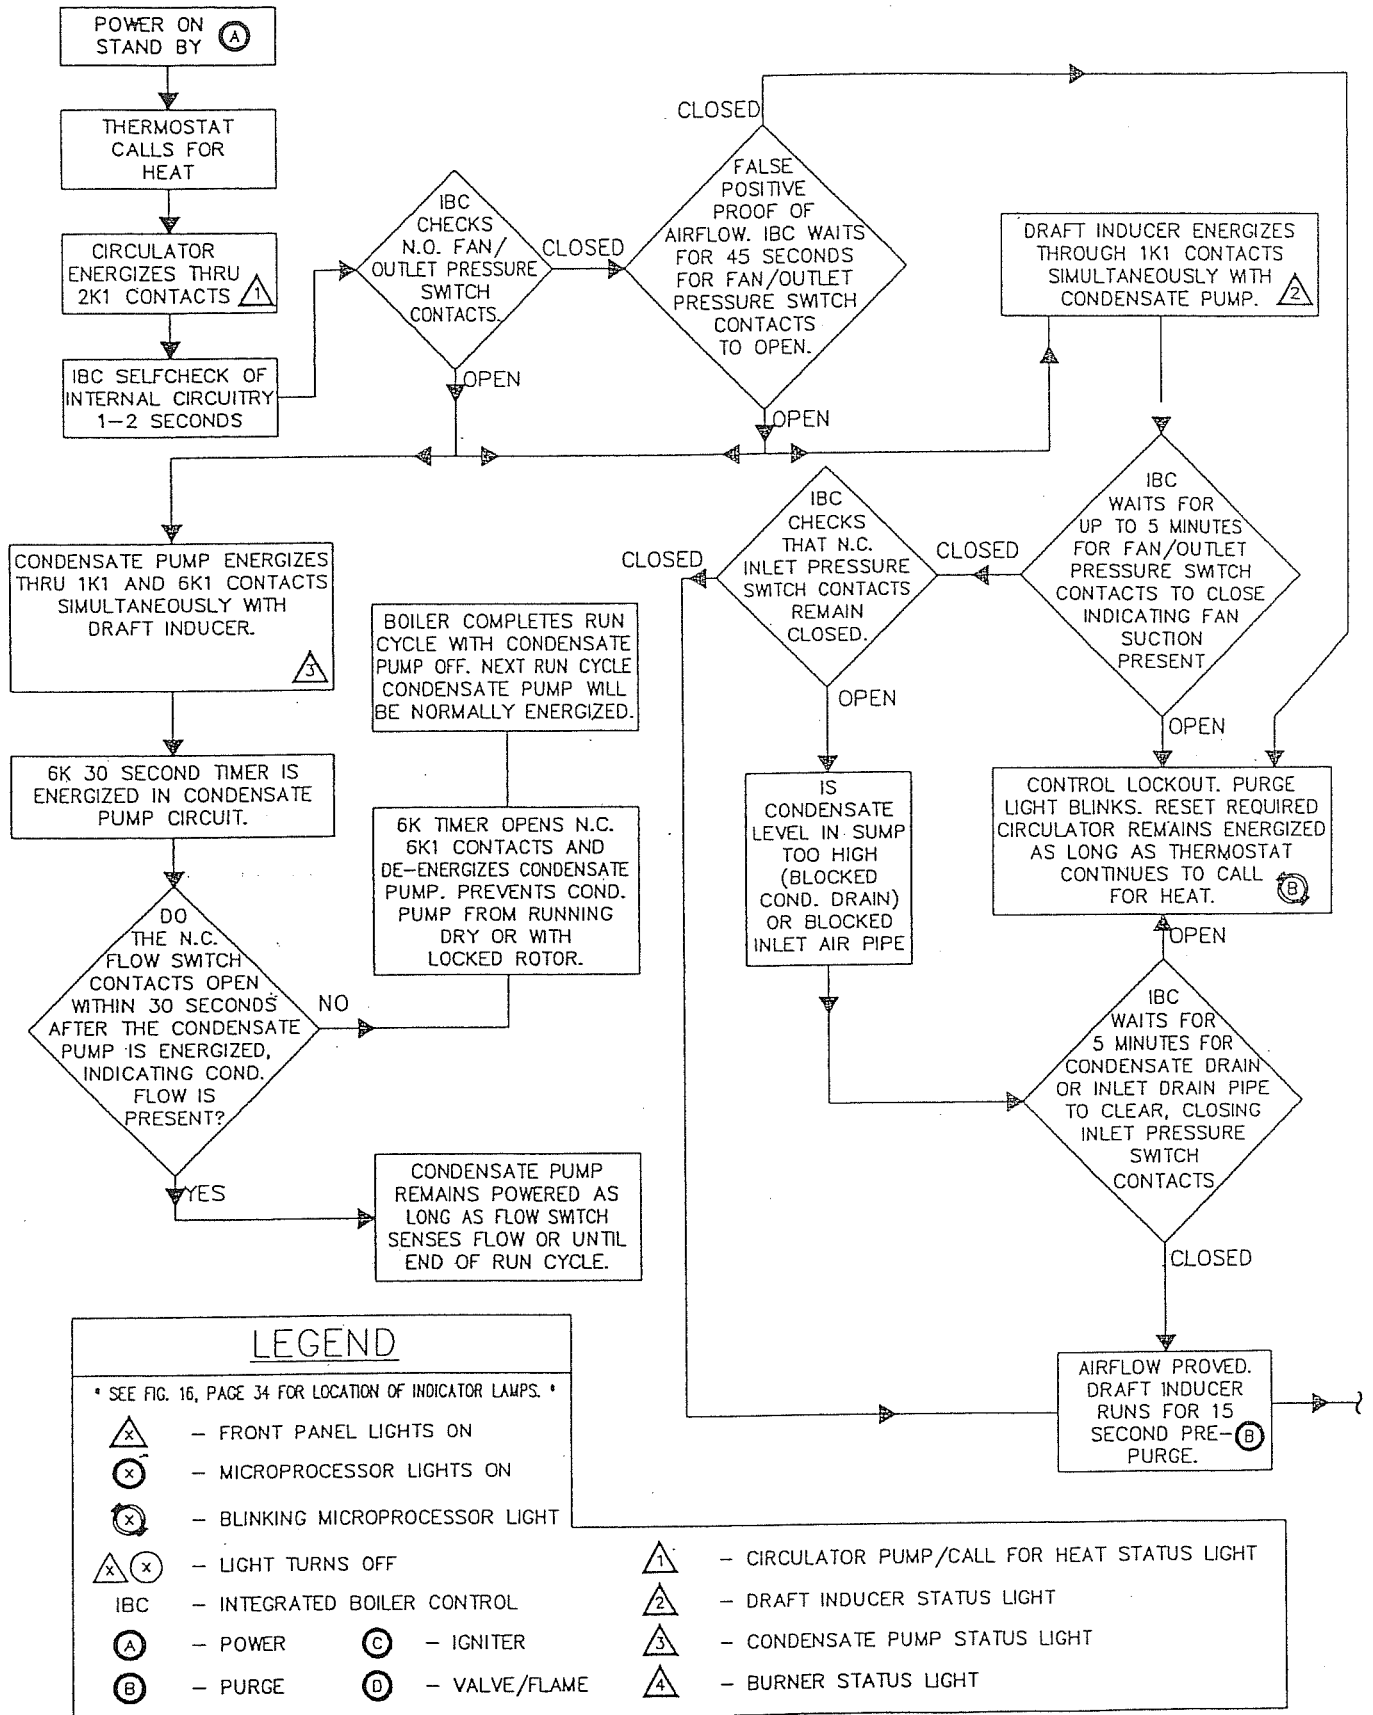 POWER ON
STAND BY A
THERMOSTAT
CALLS FOR
HEAT
CIRCULATOR
ENERGIZES THRU
2K1 CONTACTS 1
IBC SELFCHECK OF
INTERNAL CIRCUITRY
1-2 SECONDS
IBC
CHECKS
N.O. FAN/
OUTLET PRESSURE
SWITCH
CONTACTS.
CLOSED
OPEN
CLOSED
FALSE
POSITIVE
PROOF OF
AIRFLOW. IBC WAITS
FOR 45 SECONDS
FOR FAN/OUTLET
PRESSURE SWITCH
CONTACTS
TO OPEN.
OPEN
DRAFT INDUCER ENERGIZES
THROUGH 1K1 CONTACTS
SIMULTANEOUSLY WITH
CONDENSATE PUMP. 2
IBC
WAITS FOR
UP TO 5 MINUTES
FOR FAN/OUTLET
PRESSURE SWITCH
CONTACTS TO CLOSE
INDICATING FAN
SUCTION
PRESENT
CLOSED
OPEN
IBC
CHECKS
THAT N.C.
INLET PRESSURE
SWITCH CONTACTS
REMAIN
CLOSED.
CLOSED
OPEN
CONDENSATE PUMP ENERGIZES
THRU 1K1 AND 6K1 CONTACTS
SIMULTANEOUSLY WITH
DRAFT INDUCER.
3
6K 30 SECOND TIMER IS
ENERGIZED IN CONDENSATE
PUMP CIRCUIT.
DO
THE N.C.
FLOW SWITCH
CONTACTS OPEN
WITHIN 30 SECONDS
AFTER THE CONDENSATE
PUMP IS ENERGIZED,
INDICATING COND.
FLOW IS
PRESENT?
NO
YES
BOILER COMPLETES RUN
CYCLE WITH CONDENSATE
PUMP OFF. NEXT RUN CYCLE
CONDENSATE PUMP WILL
BE NORMALLY ENERGIZED.
6K TIMER OPENS N.C.
6K1 CONTACTS AND
DE-ENERGIZES CONDENSATE
PUMP. PREVENTS COND.
PUMP FROM RUNNING
DRY OR WITH
LOCKED ROTOR.
CONDENSATE PUMP
REMAINS POWERED AS
LONG AS FLOW SWITCH
SENSES FLOW OR UNTIL
END OF RUN CYCLE.
IS
CONDENSATE
LEVEL IN SUMP
TOO HIGH
(BLOCKED
COND. DRAIN)
OR BLOCKED
INLET AIR PIPE
CONTROL LOCKOUT. PURGE
LIGHT BLINKS. RESET REQUIRED
CIRCULATOR REMAINS ENERGIZED
AS LONG AS THERMOSTAT
CONTINUES TO CALL
FOR HEAT. B
OPEN
IBC
WAITS FOR
5 MINUTES FOR
CONDENSATE DRAIN
OR INLET DRAIN PIPE
TO CLEAR, CLOSING
INLET PRESSURE
SWITCH
CONTACTS
CLOSED
AIRFLOW PROVED.
DRAFT INDUCER
RUNS FOR 15
SECOND PRE- B
PURGE.
LEGEND
* SEE FIG. 16, PAGE 34 FOR LOCATION OF INDICATOR LAMPS. *
X - FRONT PANEL LIGHTS ON
X - MICROPROCESSOR LIGHTS ON
X - BLINKING MICROPROCESSOR LIGHT
X X - LIGHT TURNS OFF
IBC - INTEGRATED BOILER CONTROL
A - POWER C - IGNITER
B - PURGE D - VALVE/FLAME
1 - CIRCULATOR PUMP/CALL FOR HEAT STATUS LIGHT
2 - DRAFT INDUCER STATUS LIGHT
3 - CONDENSATE PUMP STATUS LIGHT
4 - BURNER STATUS LIGHT